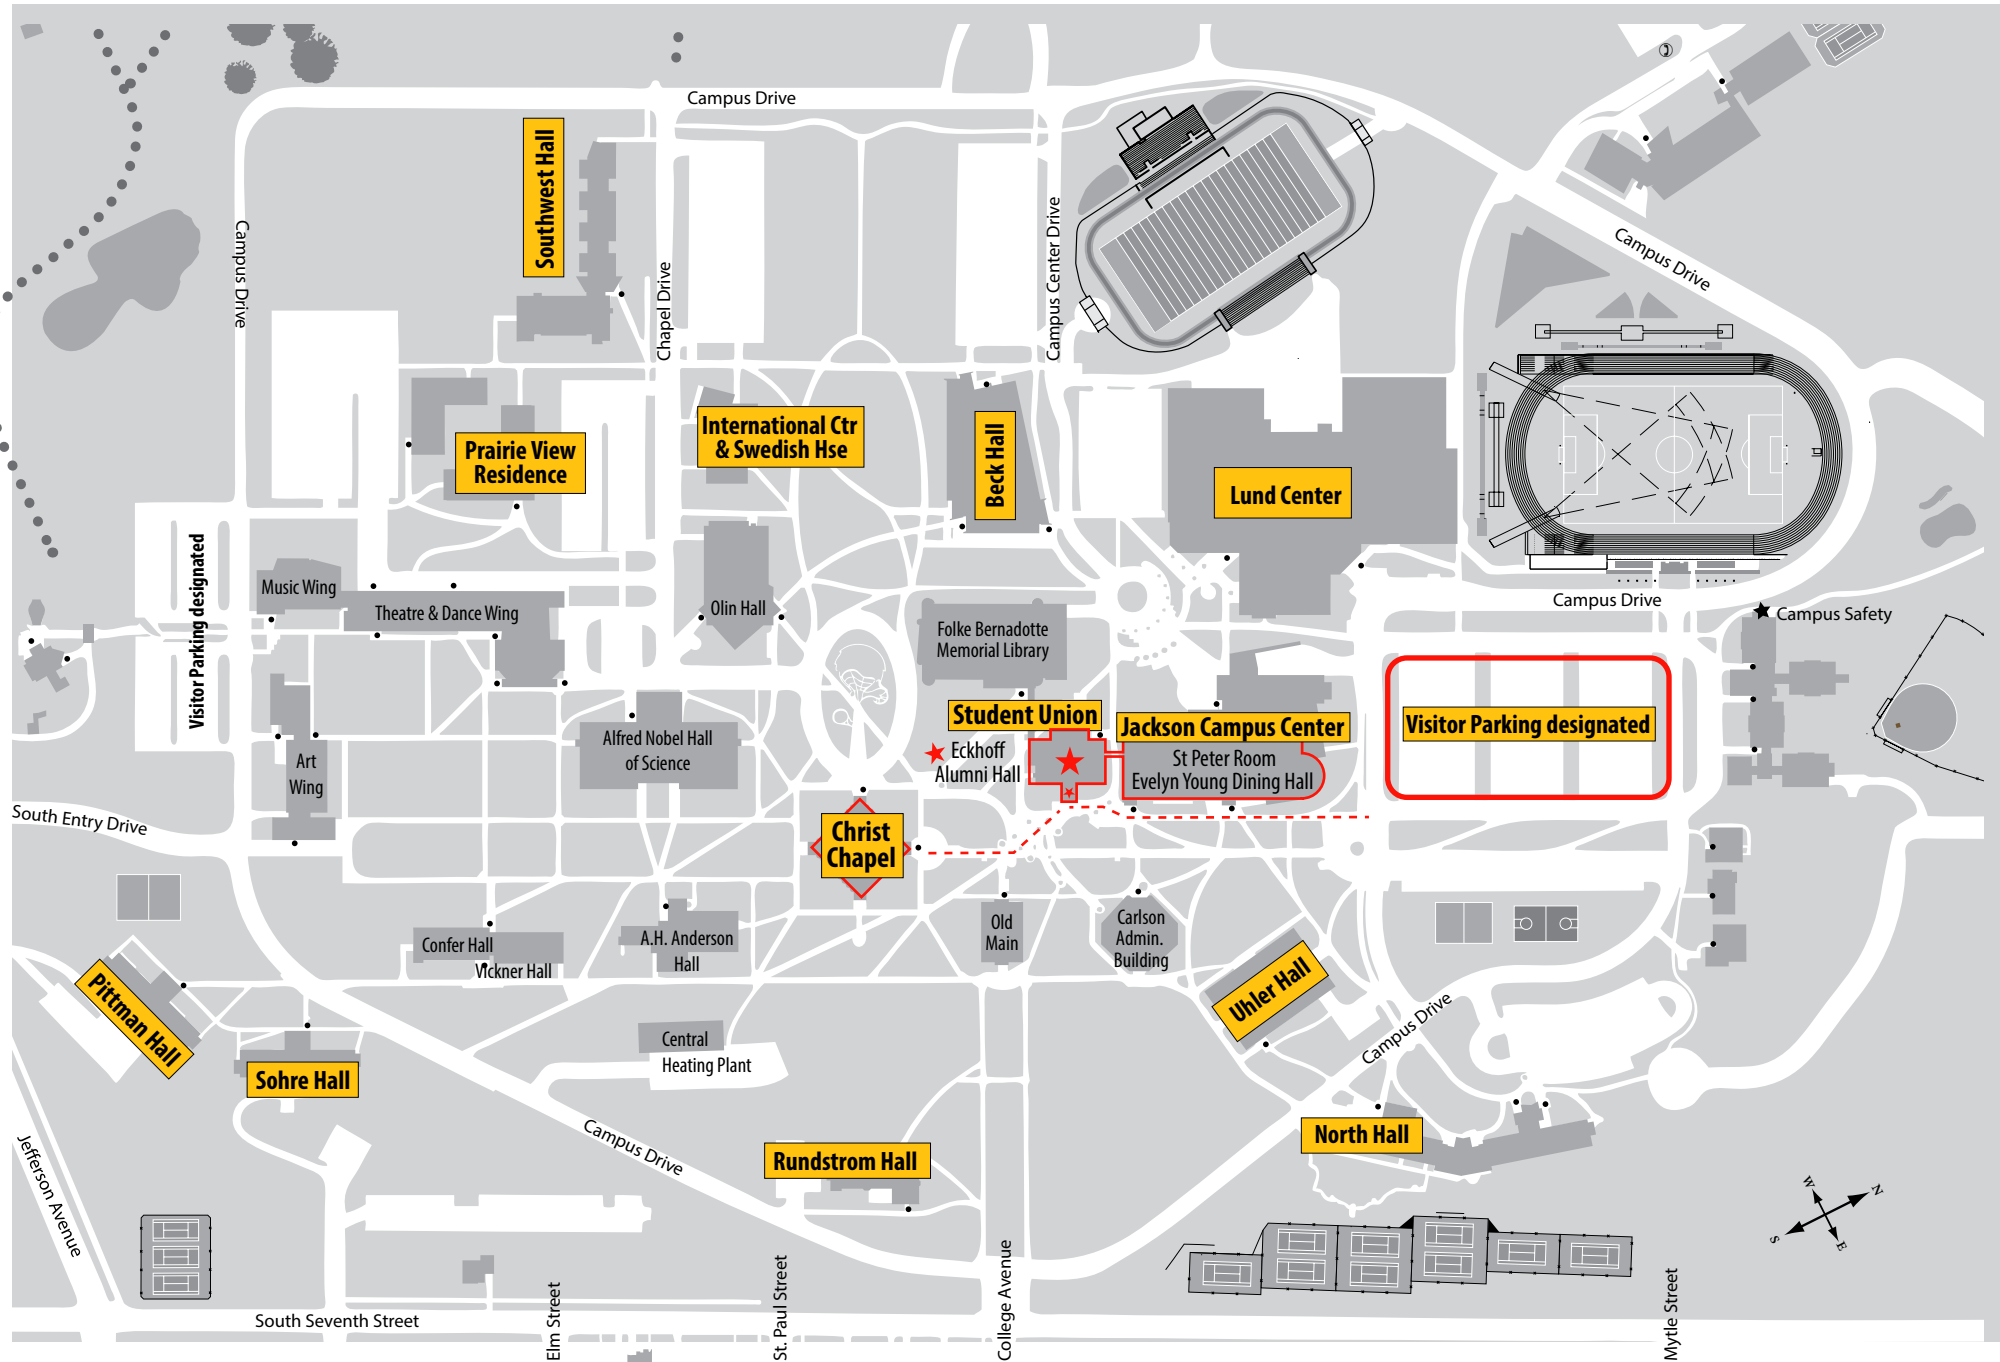 Campus Drive
Southwest Hall
Campus Drive
Chapel Drive
Campus Center Drive
Campus Drive
International Ctr
& Swedish Hse
Prairie View
Residence
Beck Hall
Lund Center
Visitor Parking designated
Music Wing
Theatre & Dance Wing
Olin Hall
Folke Bernadotte
Memorial Library
Campus Drive
Campus Safety
Student Union
Jackson Campus Center
Visitor Parking designated
Eckhoff
Alumni Hall
St Peter Room
Evelyn Young Dining Hall
Alfred Nobel Hall
of Science
Art
Wing
South Entry Drive
Christ
Chapel
Old
Main
Carlson
Admin.
Building
Confer Hall
Vickner Hall
A.H. Anderson
Hall
Uhler Hall
Pittman Hall
Campus Drive
Central
Heating Plant
Sohre Hall
Campus Drive
North Hall
Rundstrom Hall
Jefferson Avenue
W
N
S
E
South Seventh Street
Elm Street
St. Paul Street
College Avenue
Mytle Street